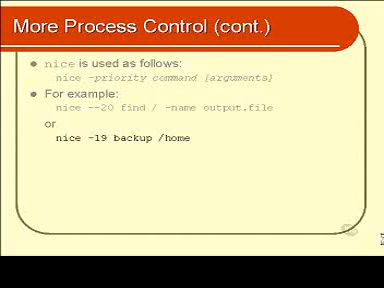 More Process Control (cont.)
nice is used as follows:
nice -priority command [arguments]
For example:
nice --20 find / -name output.file
or
nice -19 backup /home